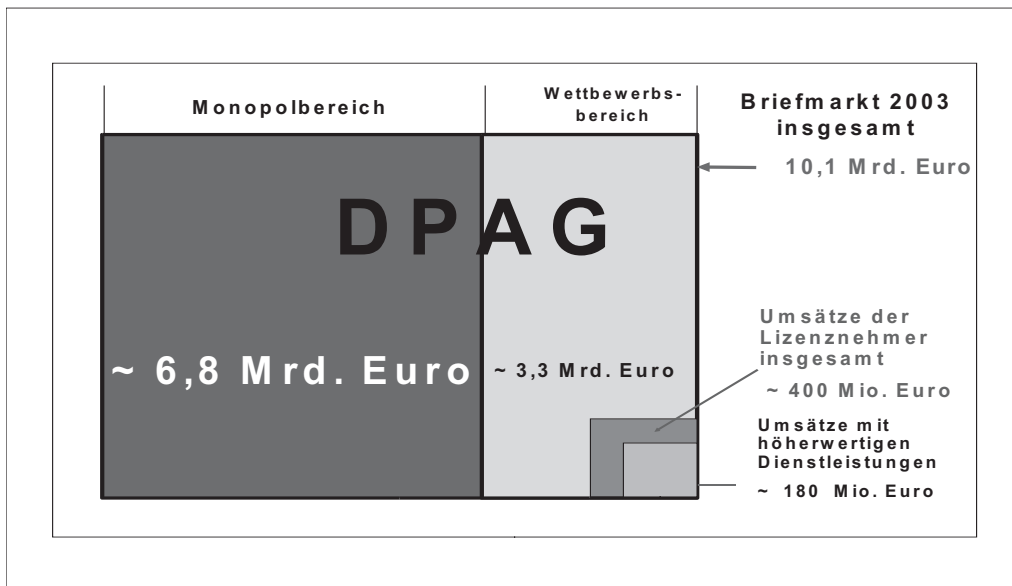 Monopolbereich
Wettbewerbs-
bereich
Briefmarkt 2003
insgesamt
10,1 Mrd. Euro
DPAG
~ 6,8 Mrd. Euro
~ 3,3 Mrd. Euro
Umsätze der
Lizenznehmer
insgesamt
~ 400 Mio. Euro
Umsätze mit
höherwertigen
Dienstleistungen
~ 180 Mio. Euro